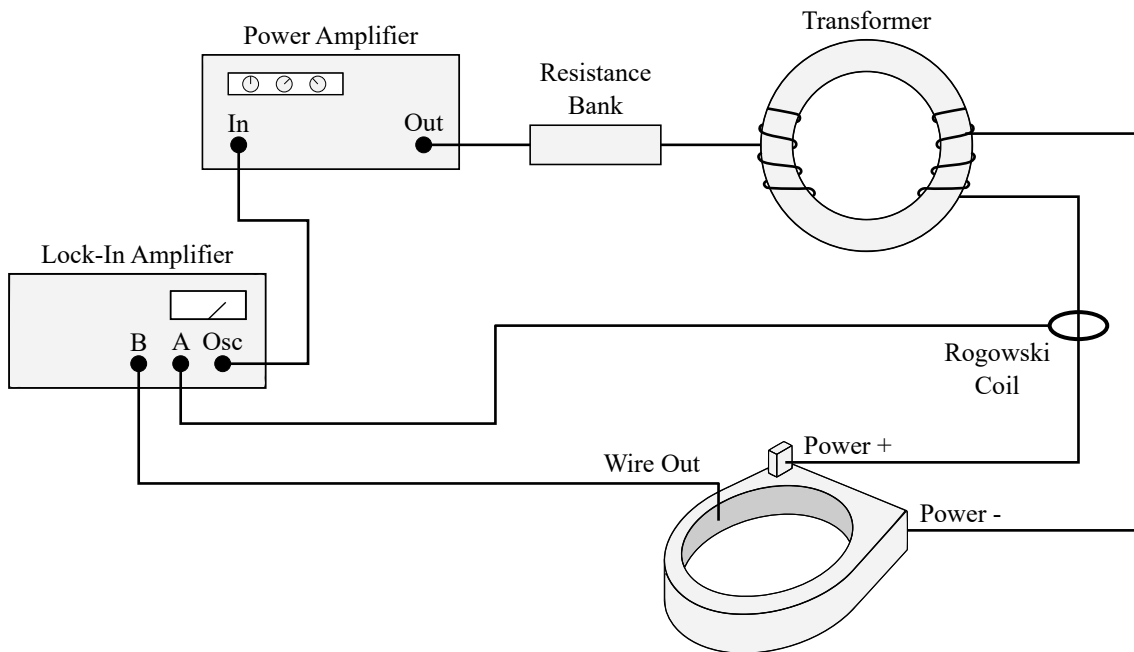 Transformer
Power Amplifier
Resistance
Bank
In
Out
Lock-In Amplifier
B
A
Osc
Rogowski
Coil
Power +
Wire Out
Power -